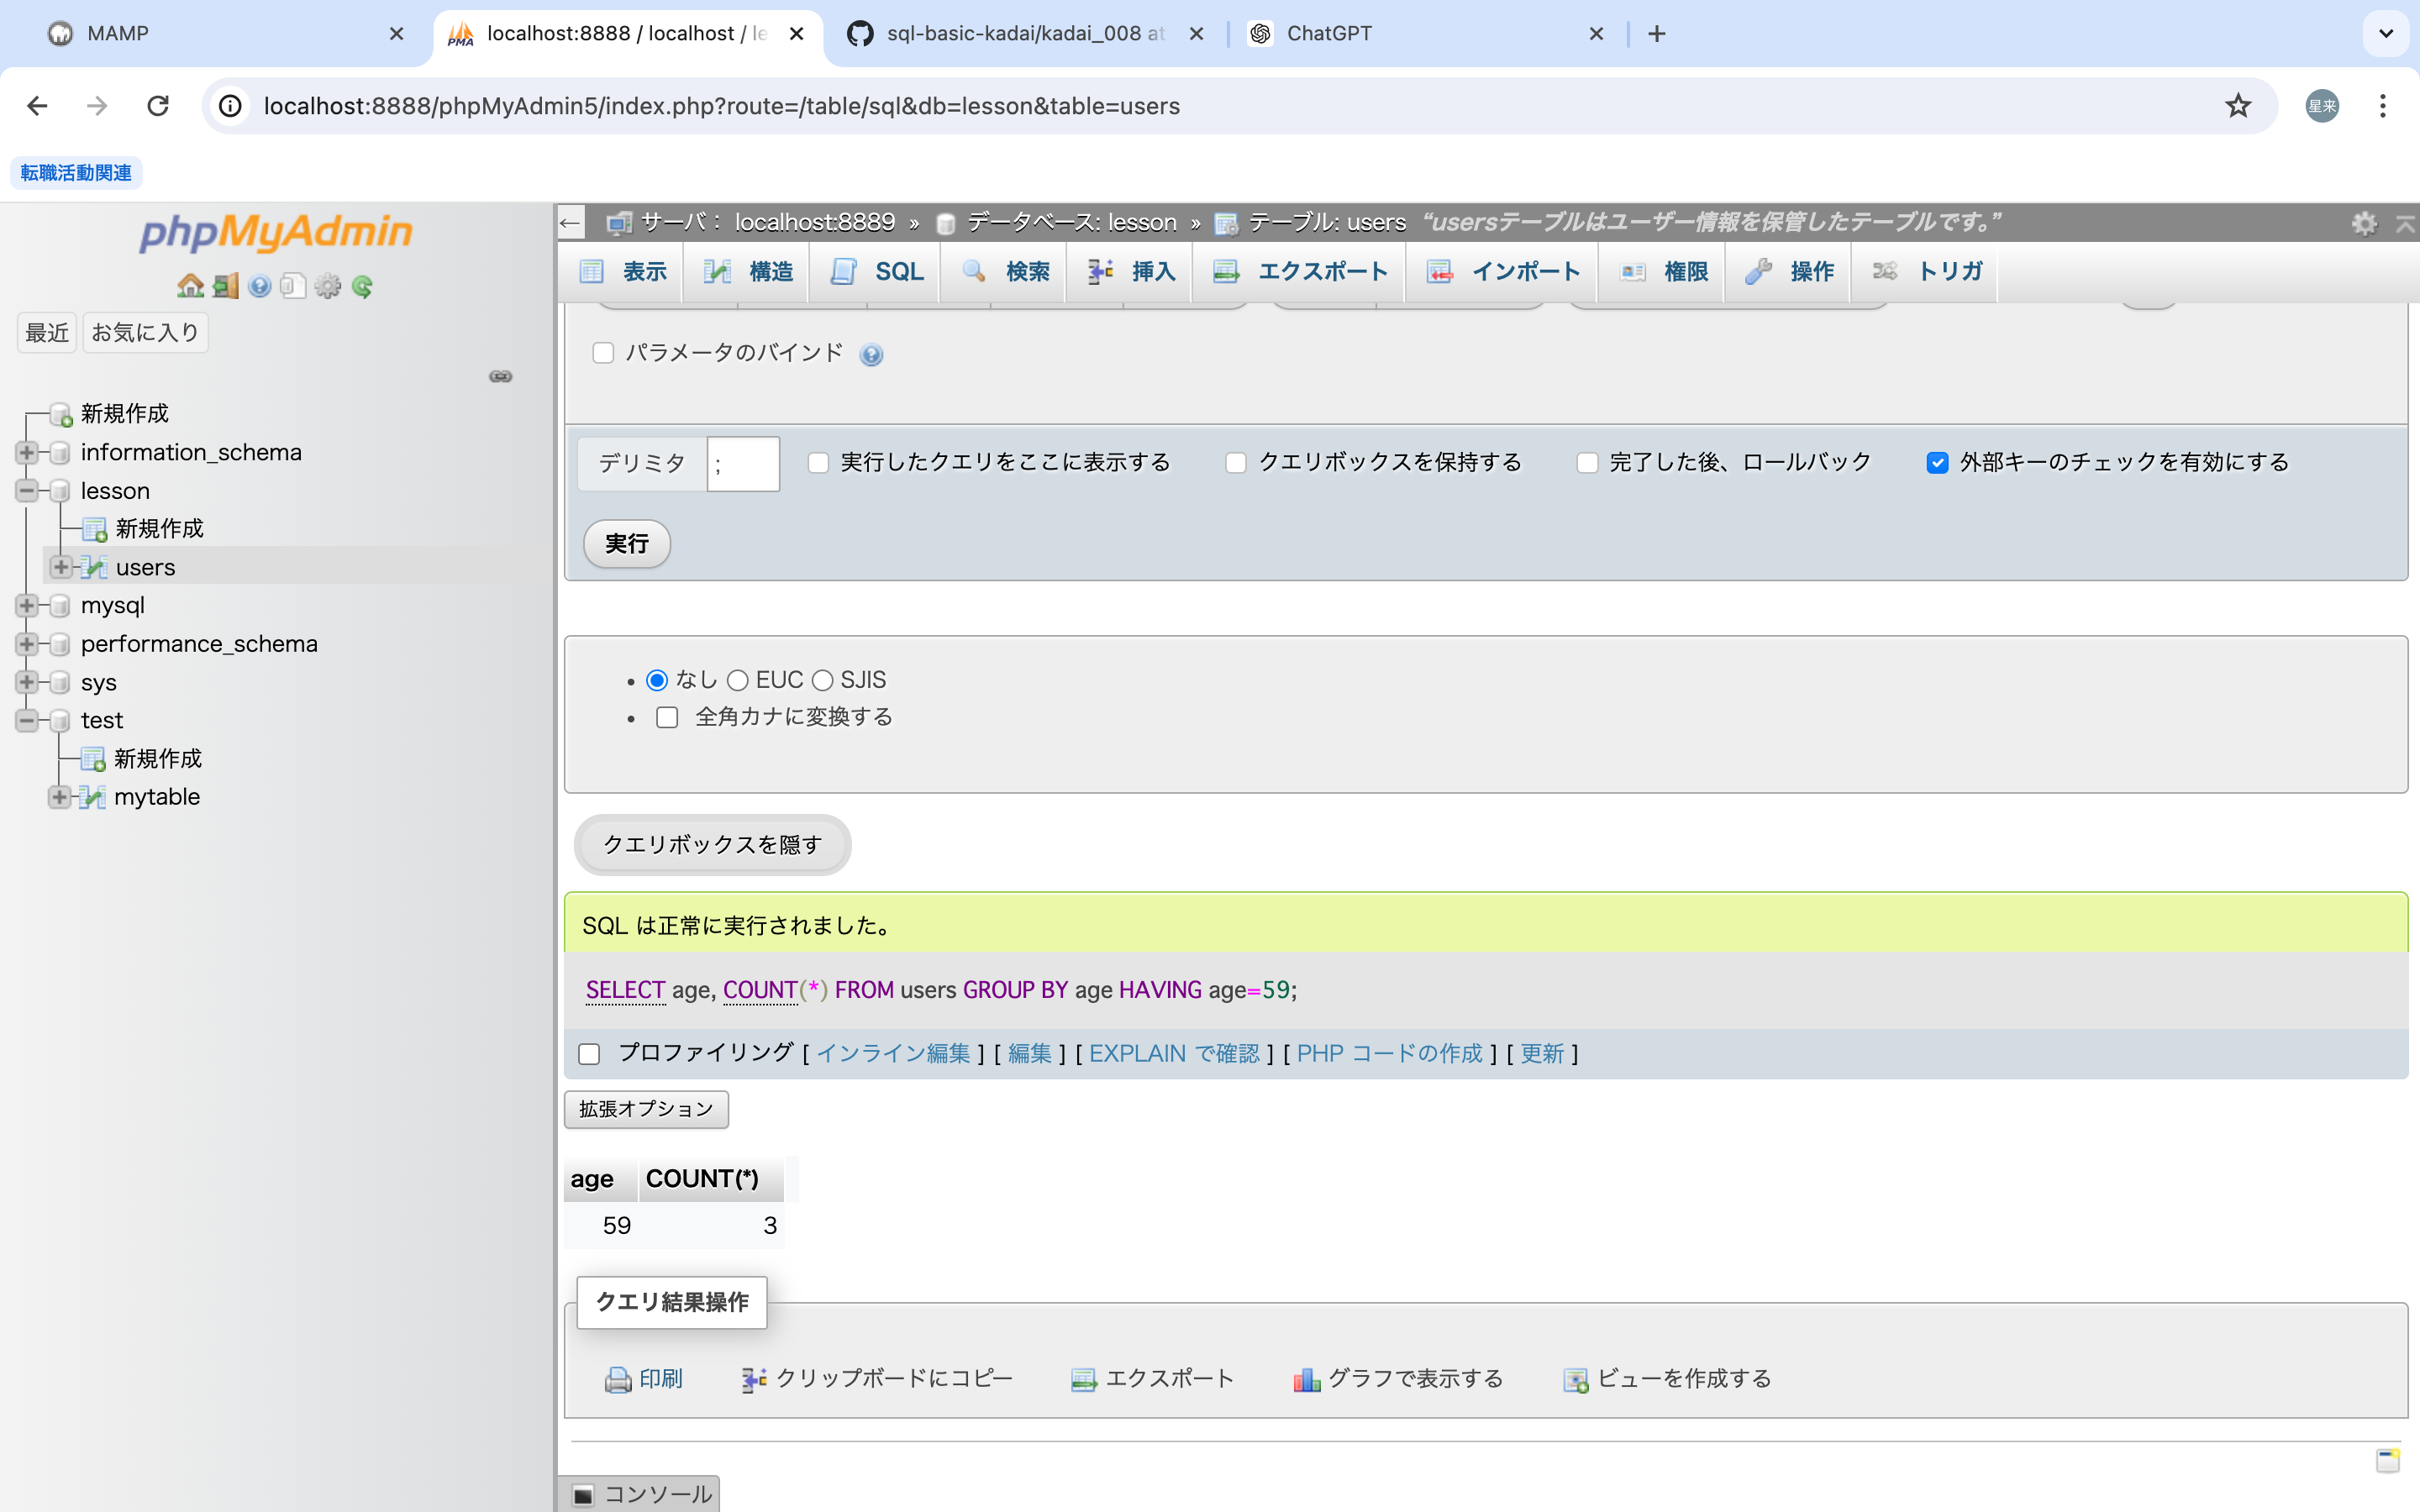 MAMP
localhost:8888 / localhost / le
sql-basic-kadai/kadai_008 at
ChatGPT
localhost:8888/phpMyAdmin5/index.php?route=/table/sql&db=lesson&table=users
星来
転職活動関連
phpMyAdmin
最近 お気に入り
新規作成
information_schema
lesson
新規作成
users
mysql
performance_schema
sys
test
新規作成
mytable
サーバ: localhost:8889 » データベース: lesson » テーブル: users “usersテーブルはユーザー情報を保管したテーブルです。”
表示 構造 SQL 検索 挿入 エクスポート インポート 権限 操作 トリガ
パラメータのバインド
デリミタ ; 実行したクエリをここに表示する クエリボックスを保持する 完了した後、ロールバック 外部キーのチェックを有効にする
実行
• なし EUC SJIS
• 全角カナに変換する
クエリボックスを隠す
SQL は正常に実行されました。
SELECT age, COUNT(*) FROM users GROUP BY age HAVING age=59;
プロファイリング [ インライン編集 ] [ 編集 ] [ EXPLAIN で確認 ] [ PHP コードの作成 ] [ 更新 ]
拡張オプション
age COUNT(*)
59 3
クエリ結果操作
印刷 クリップボードにコピー エクスポート グラフで表示する ビューを作成する
コンソール